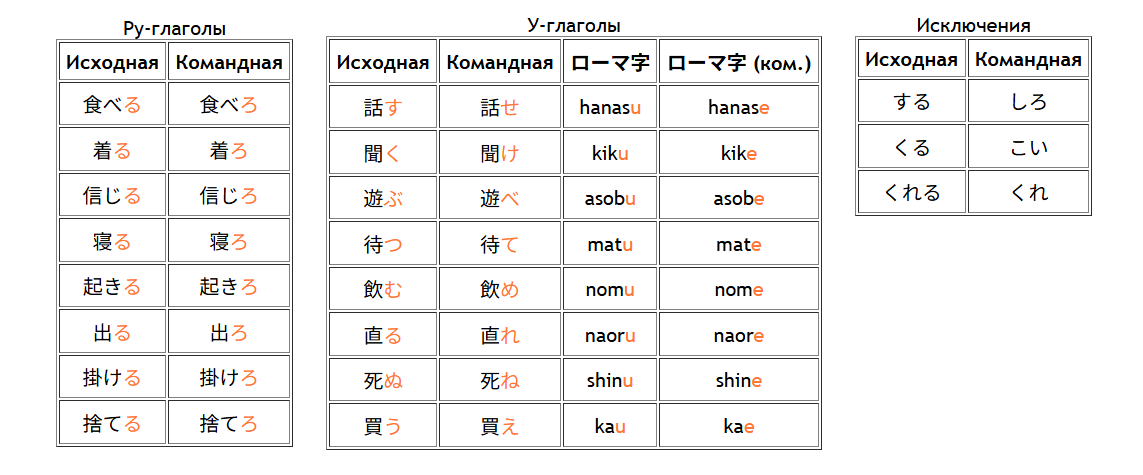 Ру-глаголы
Исходная Командная
食べる 食べろ
着る 着ろ
信じる 信じろ
寝る 寝ろ
起きる 起きろ
出る 出ろ
掛ける 掛けろ
捨てる 捨てろ
У-глаголы
Исходная Командная ローマ字 ローマ字 (ком.)
話す 話せ hanasu hanase
聞く 聞け kiku kike
遊ぶ 遊べ asobu asobe
待つ 待て matu mate
飲む 飲め nomu nome
直る 直れ naoru naore
死ぬ 死ね shinu shine
買う 買え kau kae
Исключения
Исходная Командная
する しろ
くる こい
くれる くれ